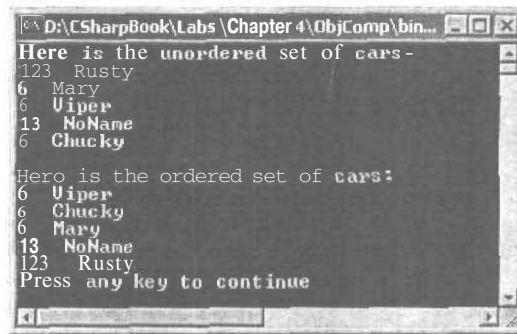 D:\CSharpBook\Labs \Chapter 4\ObjComp\bin...
Here is the unordered set of cars-
123 Rusty
6 Mary
6 Viper
13 NoName
6 Chucky
Hero is the ordered set of cars:
6 Viper
6 Chucky
6 Mary
13 NoName
123 Rusty
Press any key to continue